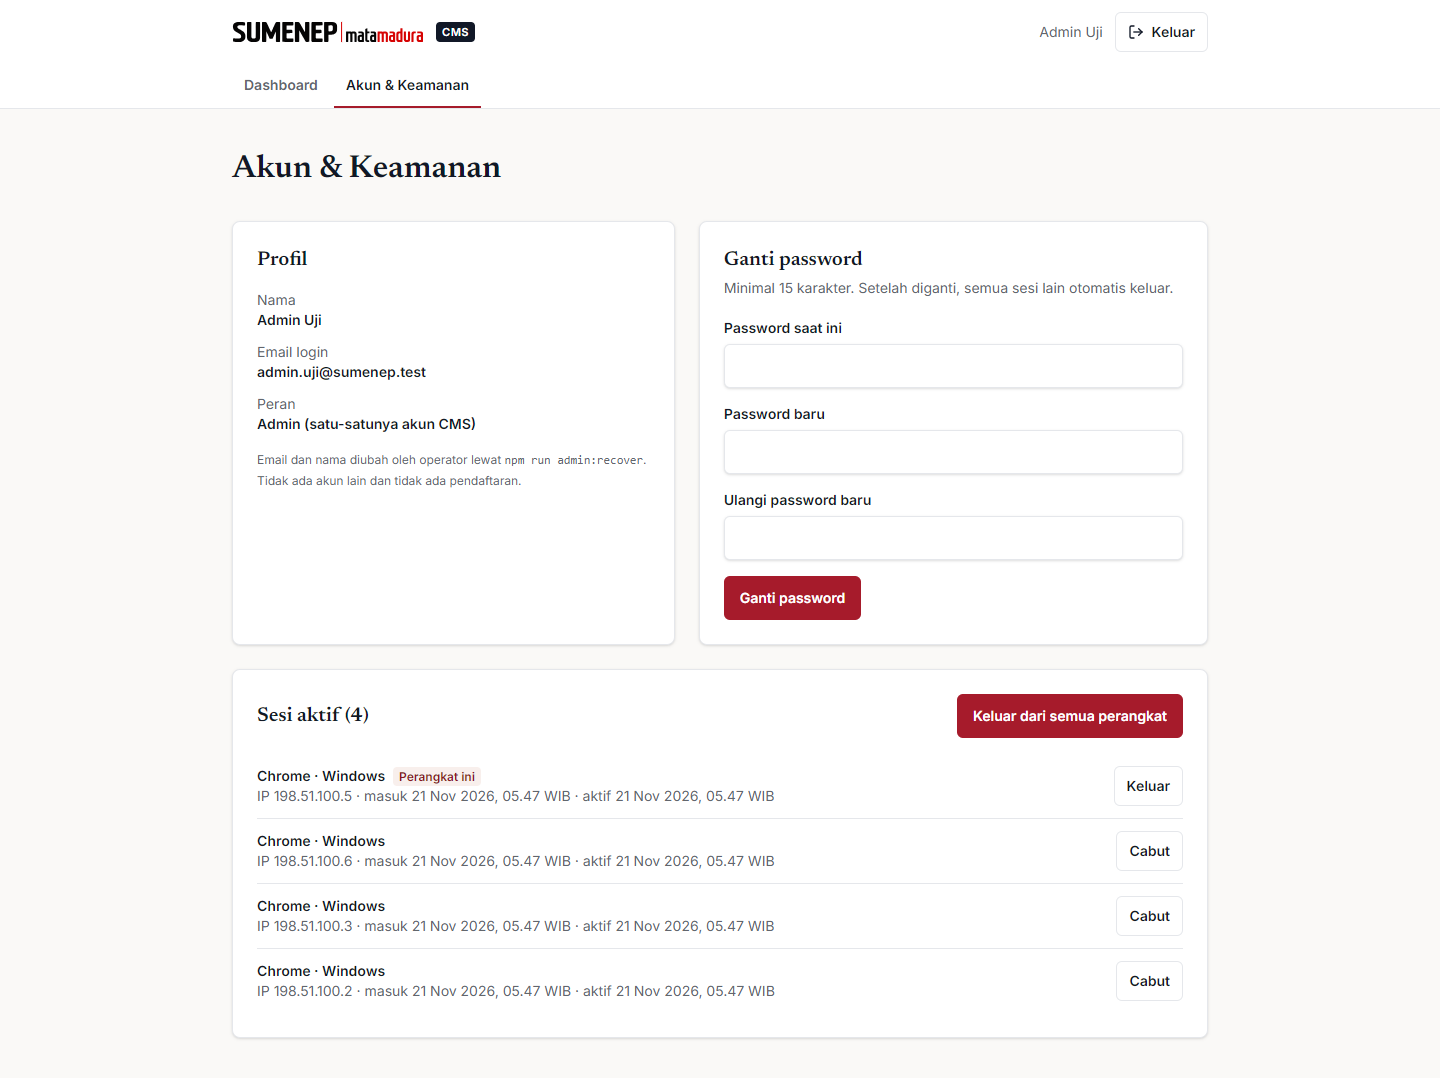 SUMENEP matamadura CMS
Admin Uji
Keluar
Dashboard
Akun & Keamanan
Akun & Keamanan
Profil
Nama
Admin Uji
Email login
admin.uji@sumenep.test
Peran
Admin (satu-satunya akun CMS)
Email dan nama diubah oleh operator lewat npm run admin:recover.
Tidak ada akun lain dan tidak ada pendaftaran.
Ganti password
Minimal 15 karakter. Setelah diganti, semua sesi lain otomatis keluar.
Password saat ini
Password baru
Ulangi password baru
Ganti password
Sesi aktif (4)
Keluar dari semua perangkat
Chrome · Windows Perangkat ini
IP 198.51.100.5 · masuk 21 Nov 2026, 05.47 WIB · aktif 21 Nov 2026, 05.47 WIB
Keluar
Chrome · Windows
IP 198.51.100.6 · masuk 21 Nov 2026, 05.47 WIB · aktif 21 Nov 2026, 05.47 WIB
Cabut
Chrome · Windows
IP 198.51.100.3 · masuk 21 Nov 2026, 05.47 WIB · aktif 21 Nov 2026, 05.47 WIB
Cabut
Chrome · Windows
IP 198.51.100.2 · masuk 21 Nov 2026, 05.47 WIB · aktif 21 Nov 2026, 05.47 WIB
Cabut